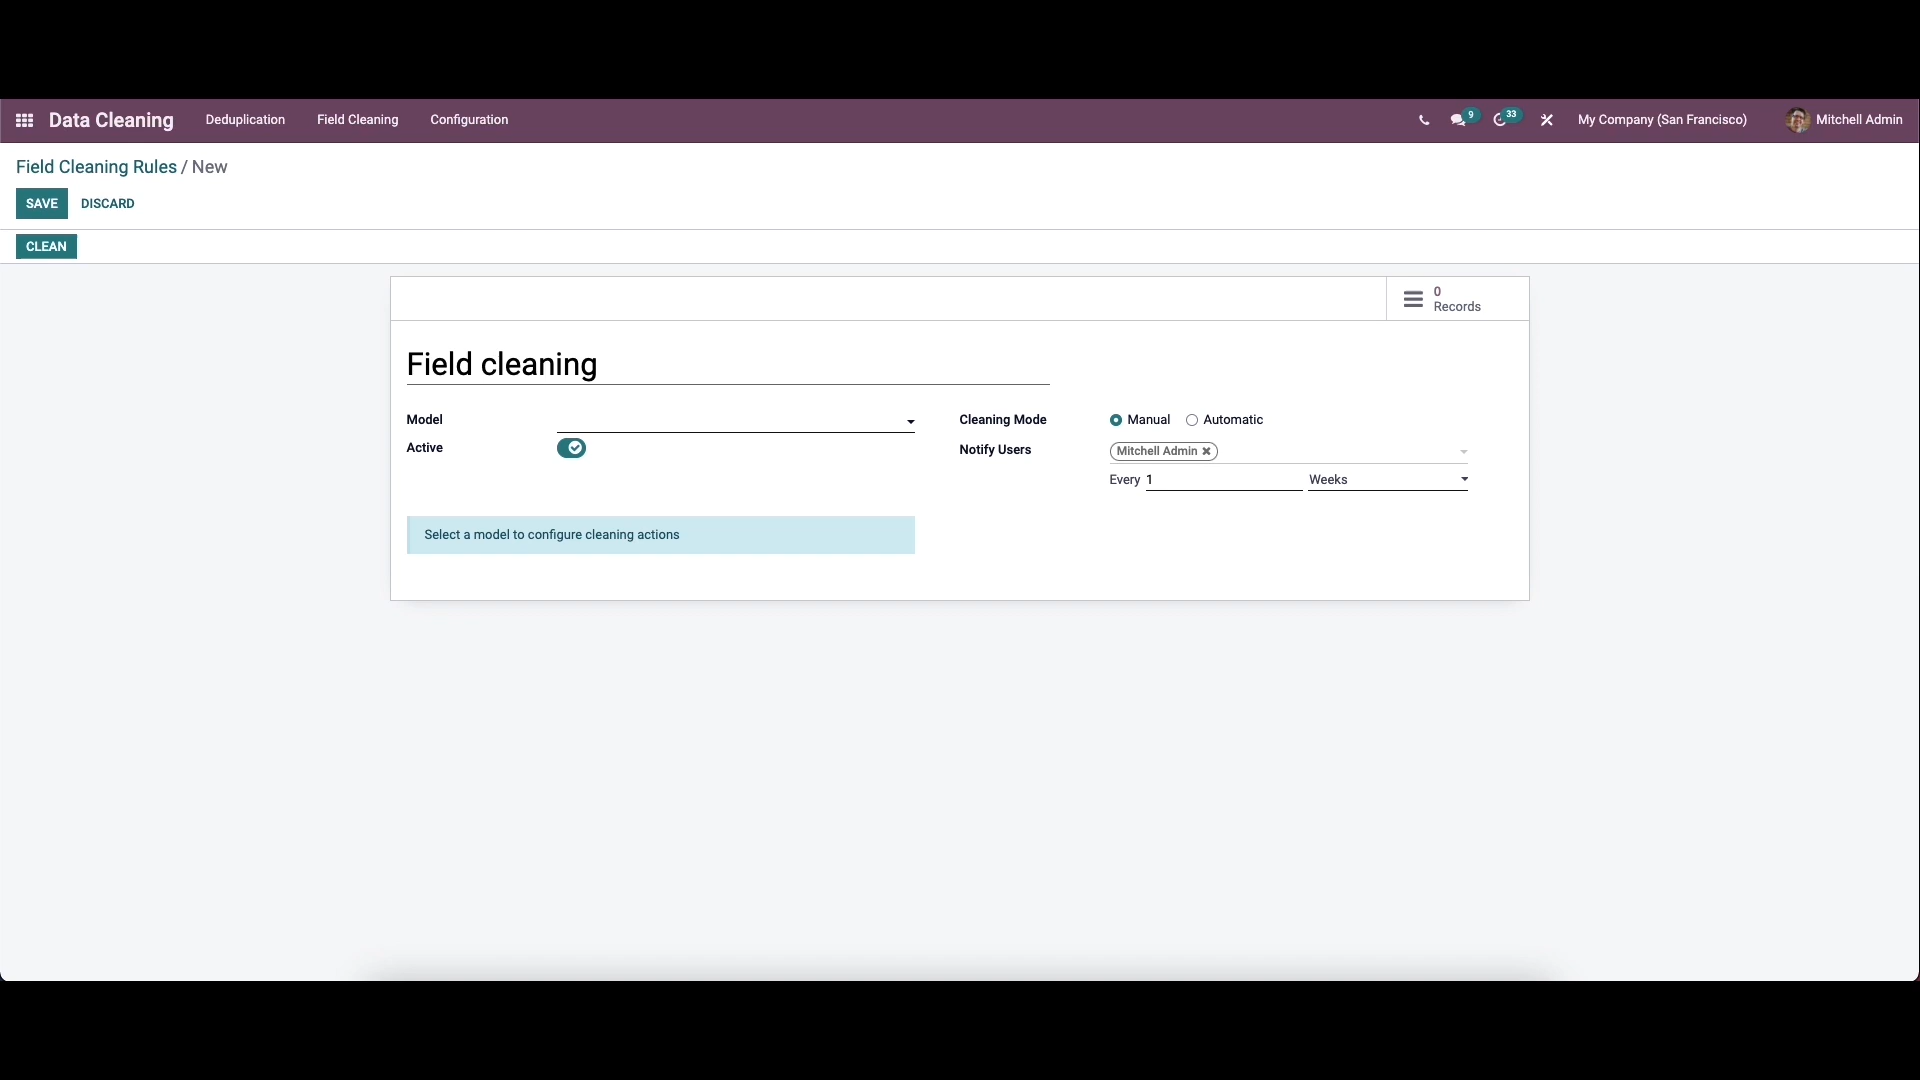 Data Cleaning Deduplication Field Cleaning Configuration 9 33 My Company (San Francisco) Mitchell Admin
Field Cleaning Rules / New
SAVE DISCARD
CLEAN
0
Records
Field cleaning
Model Cleaning Mode Manual Automatic
Active Notify Users Mitchell Admin
Every 1 Weeks
Select a model to configure cleaning actions